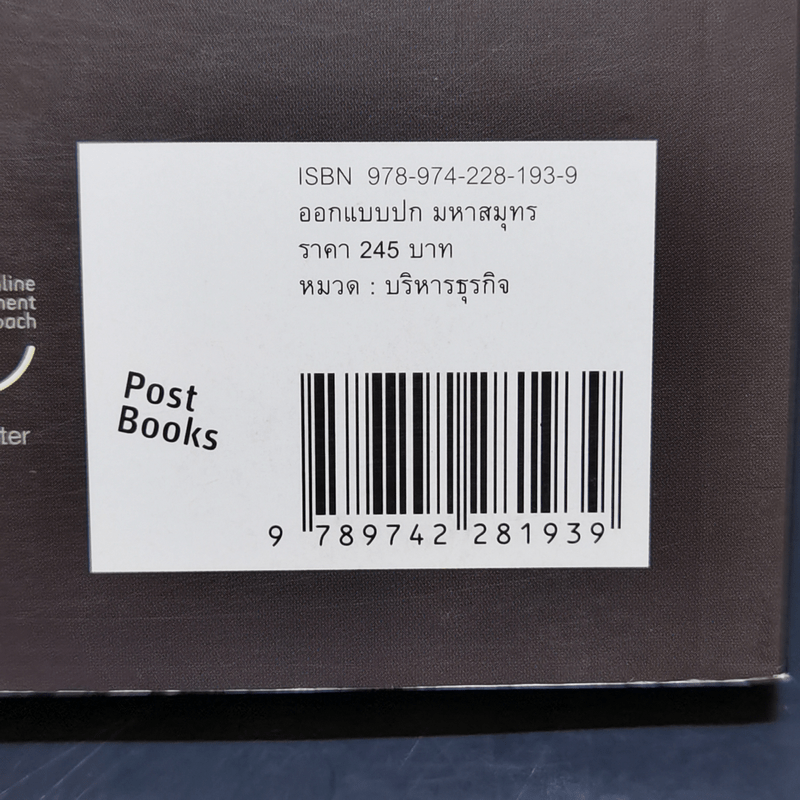 ISBN 978-974-228-193-9
ออกแบบปก มหาสมุทร
ราคา 245 บาท
หมวด : บริหารธุรกิจ
Post
Books
9 789742 281939